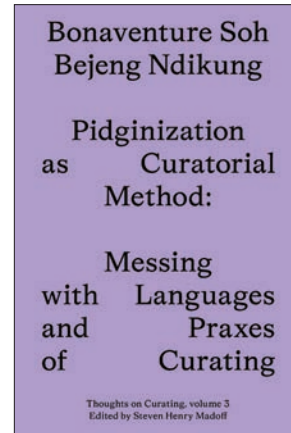 Bonaventure Soh
Bejeng Ndikung
Pidginization
as Curatorial
Method:
Messing
with Languages
and Praxes
of Curating
Thoughts on Curating, volume 3
Edited by Steven Henry Madoff